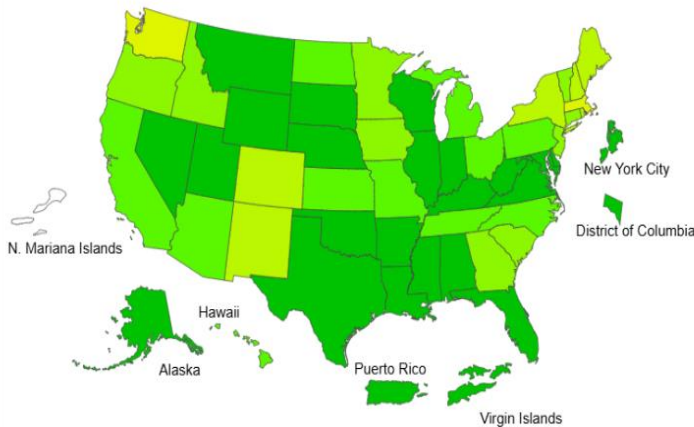 New York City
District of Columbia
N. Mariana Islands
Hawaii
Alaska
Puerto Rico
Virgin Islands